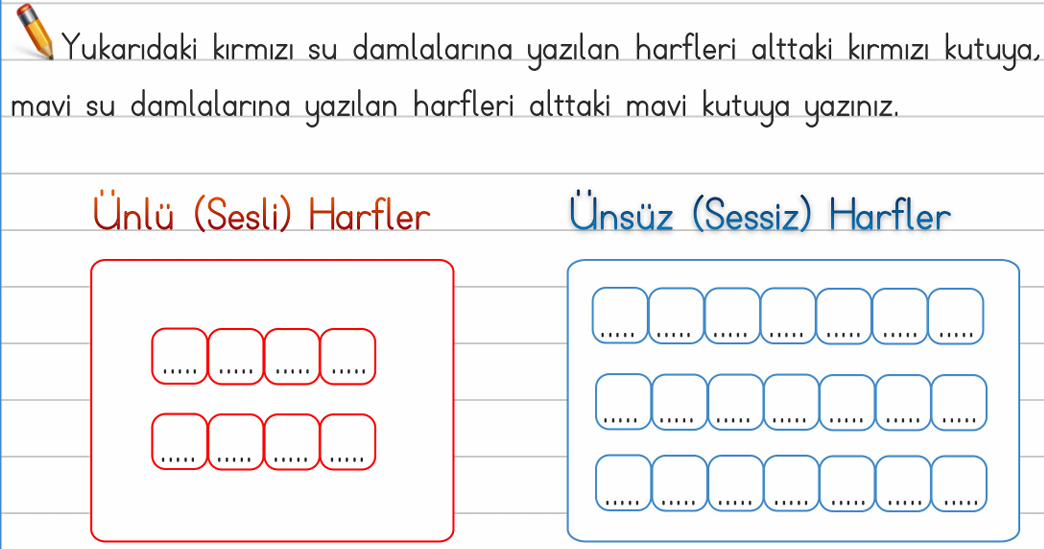 Yukarıdaki kırmızı su damlalarına yazılan harfleri alttaki kırmızı kutuya,
mavi su damlalarına yazılan harfleri alttaki mavi kutuya yazınız.
Ünlü (Sesli) Harfler
Ünsüz (Sessiz) Harfler
..... ..... ..... .....
..... ..... ..... .....
..... ..... ..... ..... ..... ..... .....
..... ..... ..... ..... ..... ..... .....
..... ..... ..... ..... ..... ..... .....